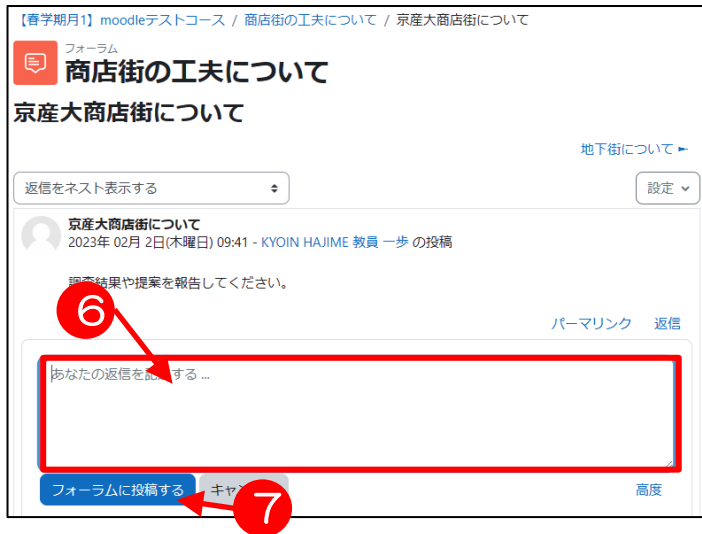 【春学期月1】moodleテストコース / 商店街の工夫について / 京産大商店街について
フォーラム
商店街の工夫について
京産大商店街について
地下街について ►
返信をネスト表示する
設定
京産大商店街について
2023年 02月 2日(木曜日) 09:41 - KYOIN HAJIME 教員 一歩 の投稿
調査結果や提案を報告してください。
6
パーマリンク 返信
あなたの返信を記 する ...
フォーラムに投稿する キャン
高度
7